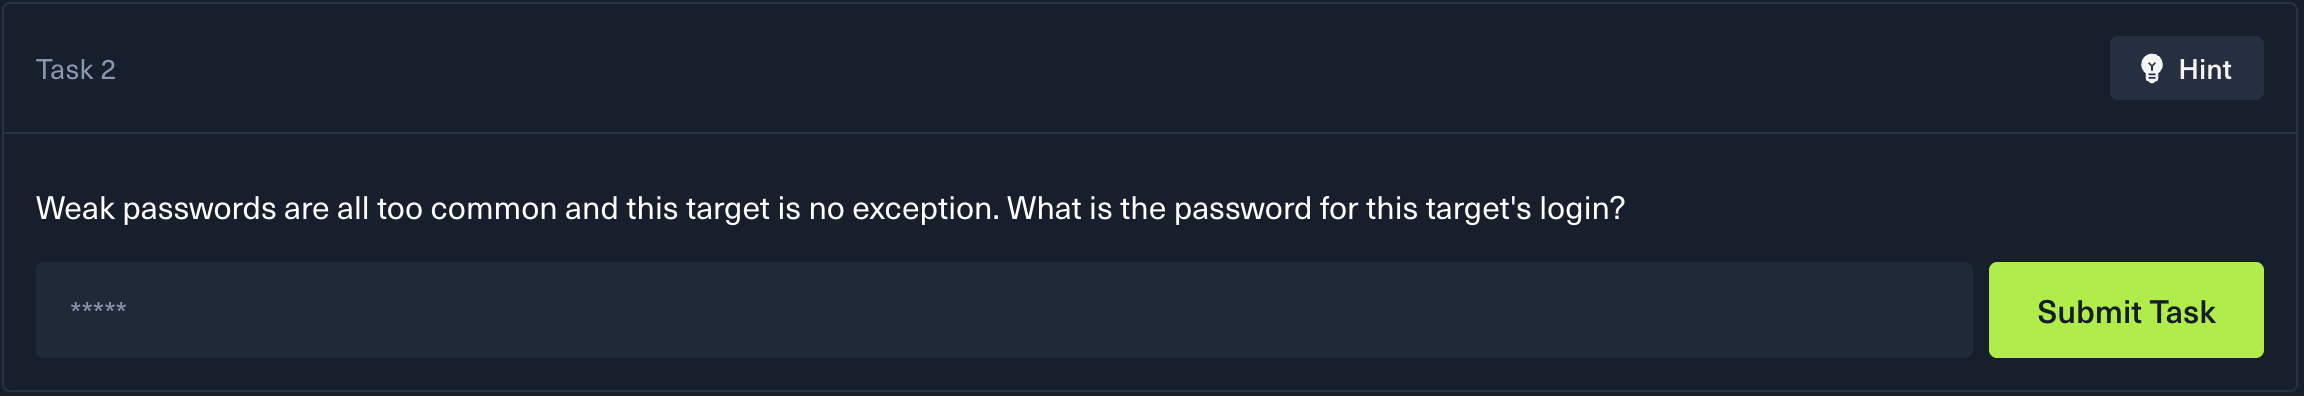 Task 2
Hint
Weak passwords are all too common and this target is no exception. What is the password for this target's login?
*****
Submit Task